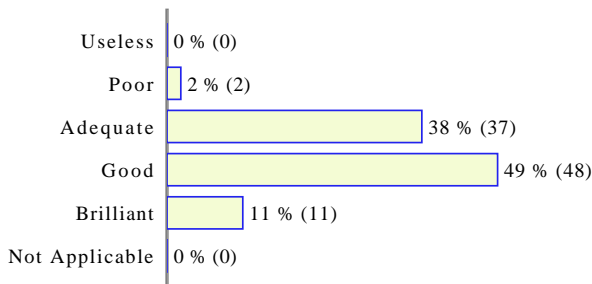 Useless 0 % (0)
Poor 2 % (2)
Adequate 38 % (37)
Good 49 % (48)
Brilliant 11 % (11)
Not Applicable 0 % (0)